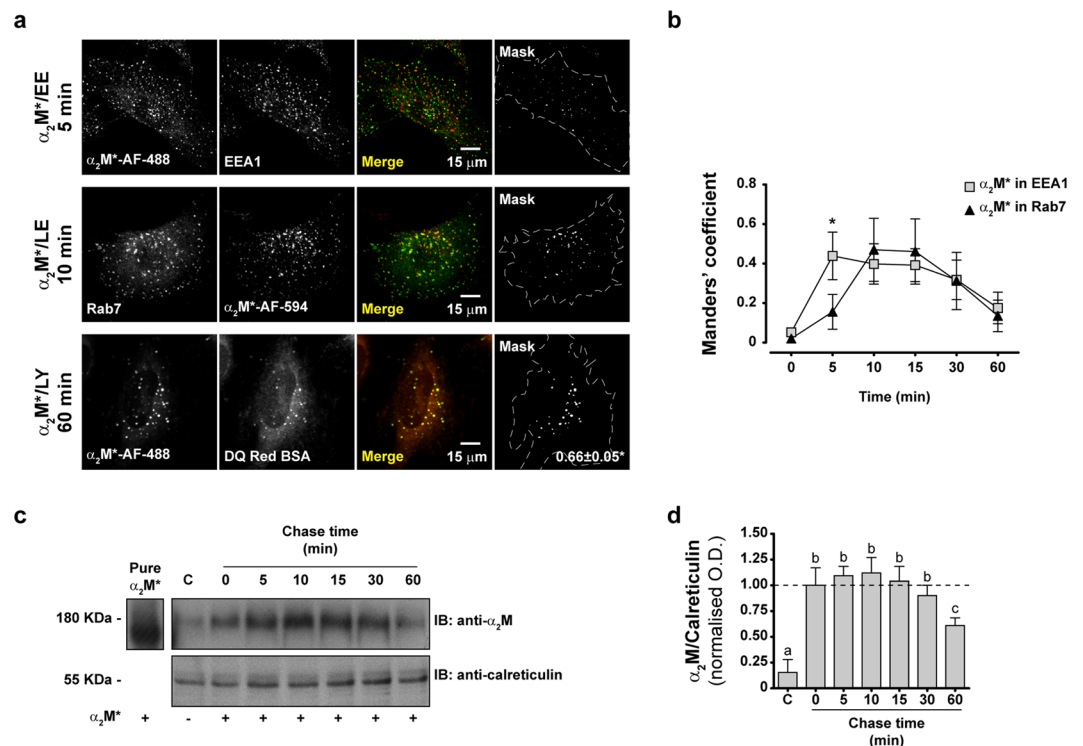 a
α₂M*/EE
5 min
α₂M*-AF-488
EEA1
Merge
15 μm
Mask
α₂M*/LE
10 min
Rab7
α₂M*-AF-594
Merge
15 μm
Mask
α₂M*/LY
60 min
α₂M*-AF-488
DQ Red BSA
Merge
15 μm
Mask
0.66±0.05*
b
Manders' coefficient
0.8
0.6
0.4
0.2
0
*
α₂M* in EEA1
α₂M* in Rab7
0 5 10 15 30 60
Time (min)
c
Chase time
(min)
Pure
α₂M*
C 0 5 10 15 30 60
180 KDa -
IB: anti-α₂M
55 KDa -
IB: anti-calreticulin
α₂M* + - + + + + + +
d
α₂M/Calreticulin
(normalised O.D.)
1.50
1.25
1.00
0.75
0.50
0.25
0
a b b b b b c
C 0 5 10 15 30 60
Chase time
(min)